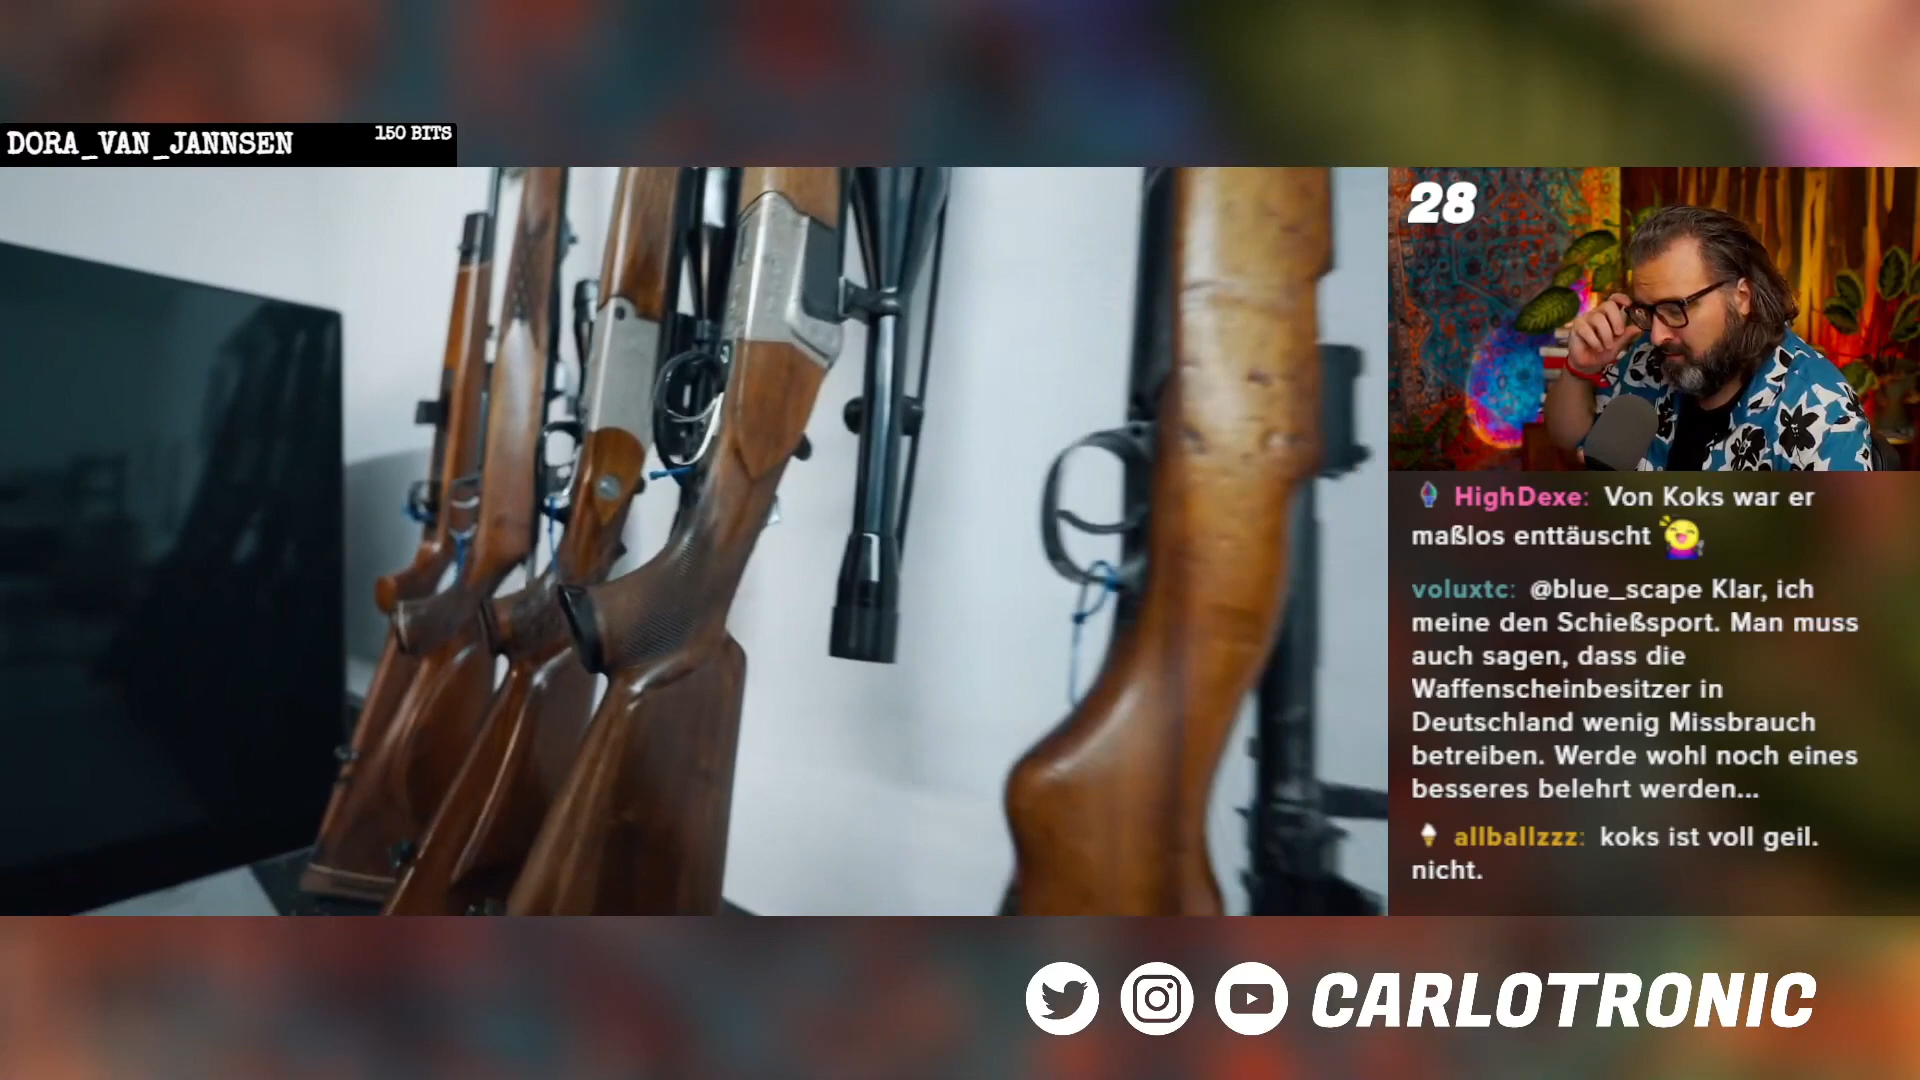 DORA_VAN_JANNSEN
150 BITS
28
HighDexe: Von Koks war er
maßlos enttäuscht
voluxtc: @blue_scape Klar, ich
meine den Schießsport. Man muss
auch sagen, dass die
Waffenscheinbesitzer in
Deutschland wenig Missbrauch
betreiben. Werde wohl noch eines
besseres belehrt werden...
allballzzz: koks ist voll geil.
nicht.
CARLOTRONIC